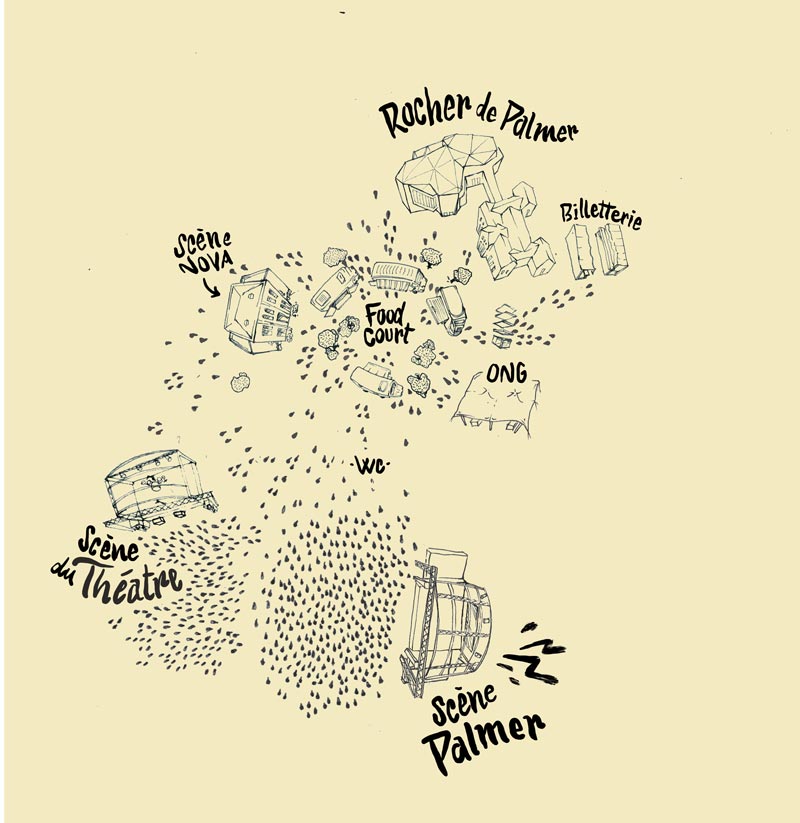 Rocher de Palmer
Billetterie
Scène
NOVA
Food
Court
ONG
-WC-
Scène
du Théatre
Scène
Palmer